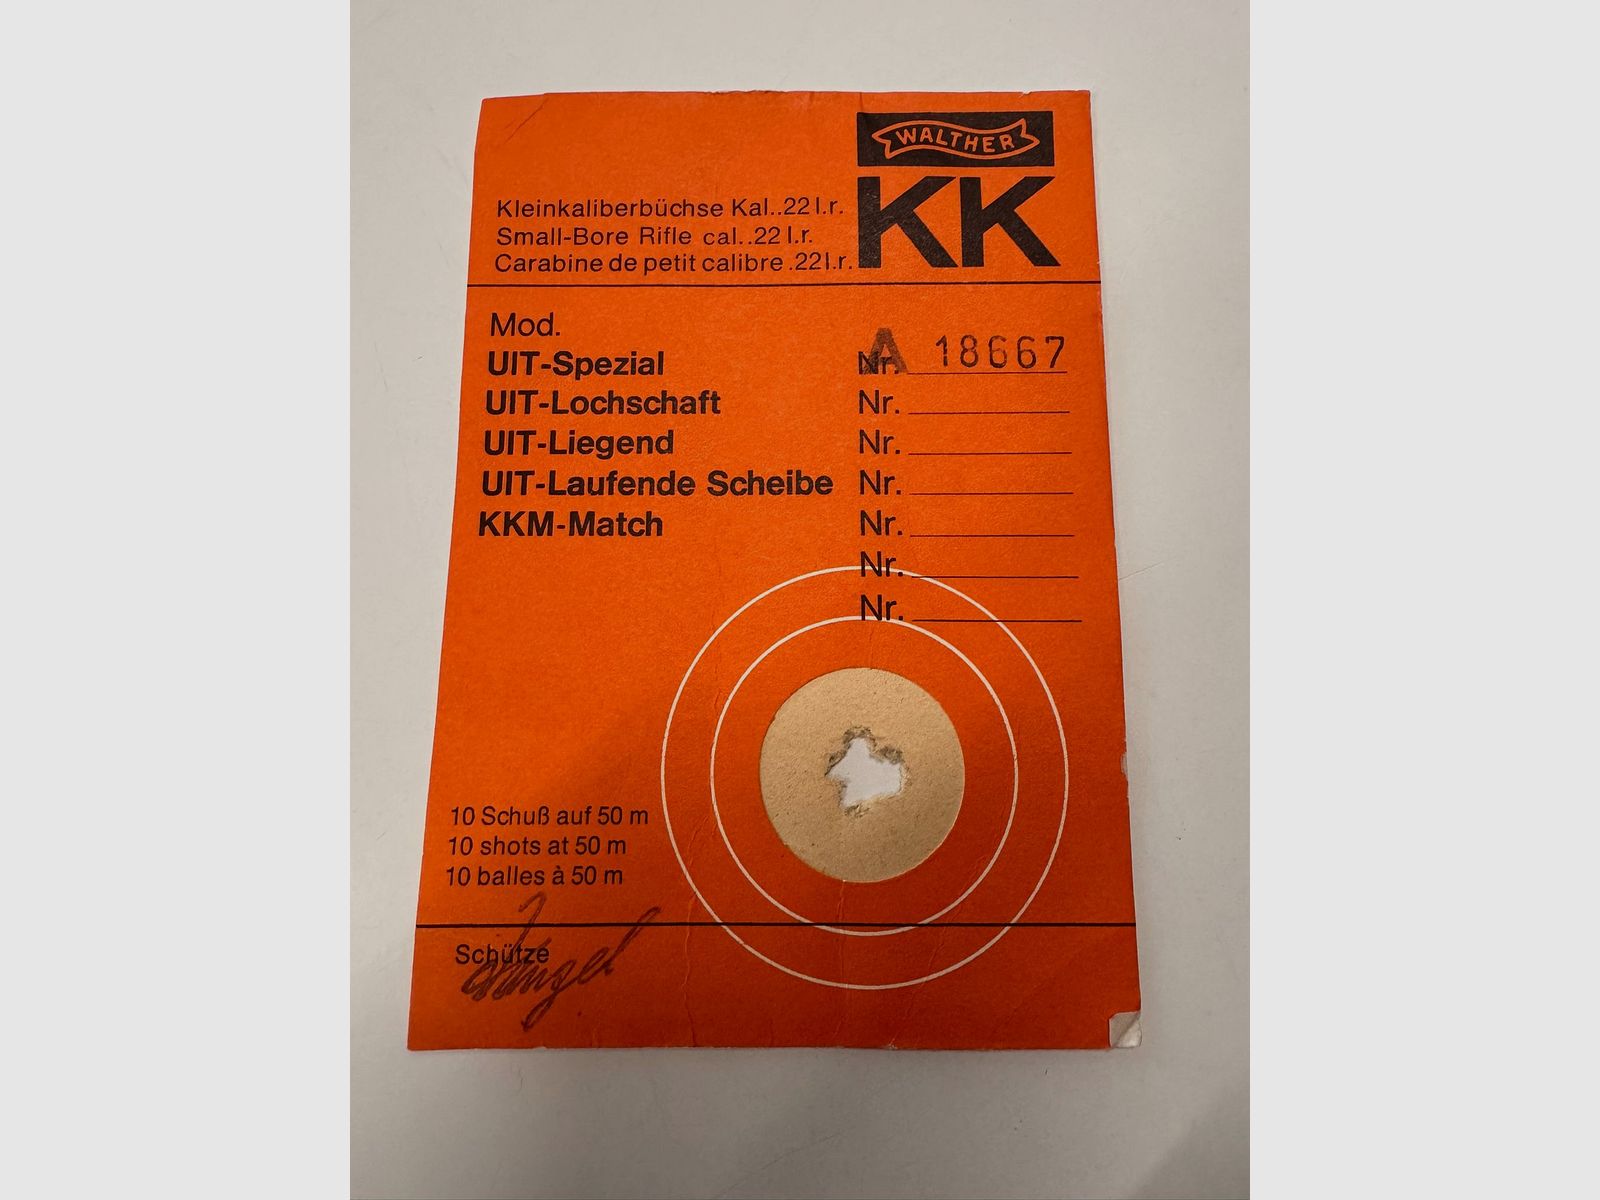 WALTHER
KK
Kleinkaliberbüchse Kal..22 l.r.
Small-Bore Rifle cal..22 l.r.
Carabine de petit calibre .22 l.r.
Mod.
UIT-Spezial Nr. A 18667
UIT-Lochschaft Nr.
UIT-Liegend Nr.
UIT-Laufende Scheibe Nr.
KKM-Match Nr.
Nr.
Nr.
10 Schuß auf 50 m
10 shots at 50 m
10 balles à 50 m
Schütze